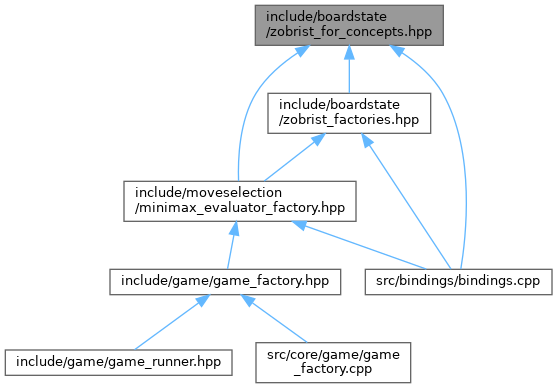 include/boardstate
/zobrist_for_concepts.hpp
include/boardstate
/zobrist_factories.hpp
include/moveselection
/minimax_evaluator_factory.hpp
include/game/game_factory.hpp
src/bindings/bindings.cpp
include/game/game_runner.hpp
src/core/game/game
_factory.cpp